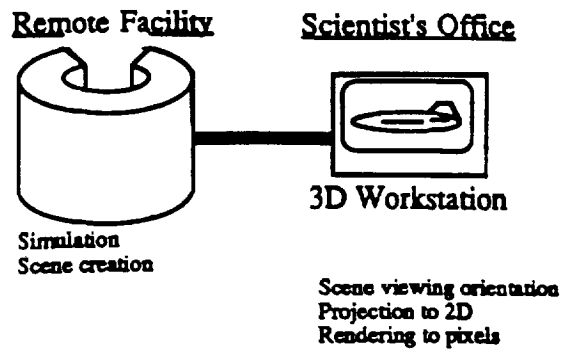 Remote Facility
Scientist's Office
3D Workstation
Simulation
Scene creation
Scene viewing orientation
Projection to 2D
Rendering to pixels